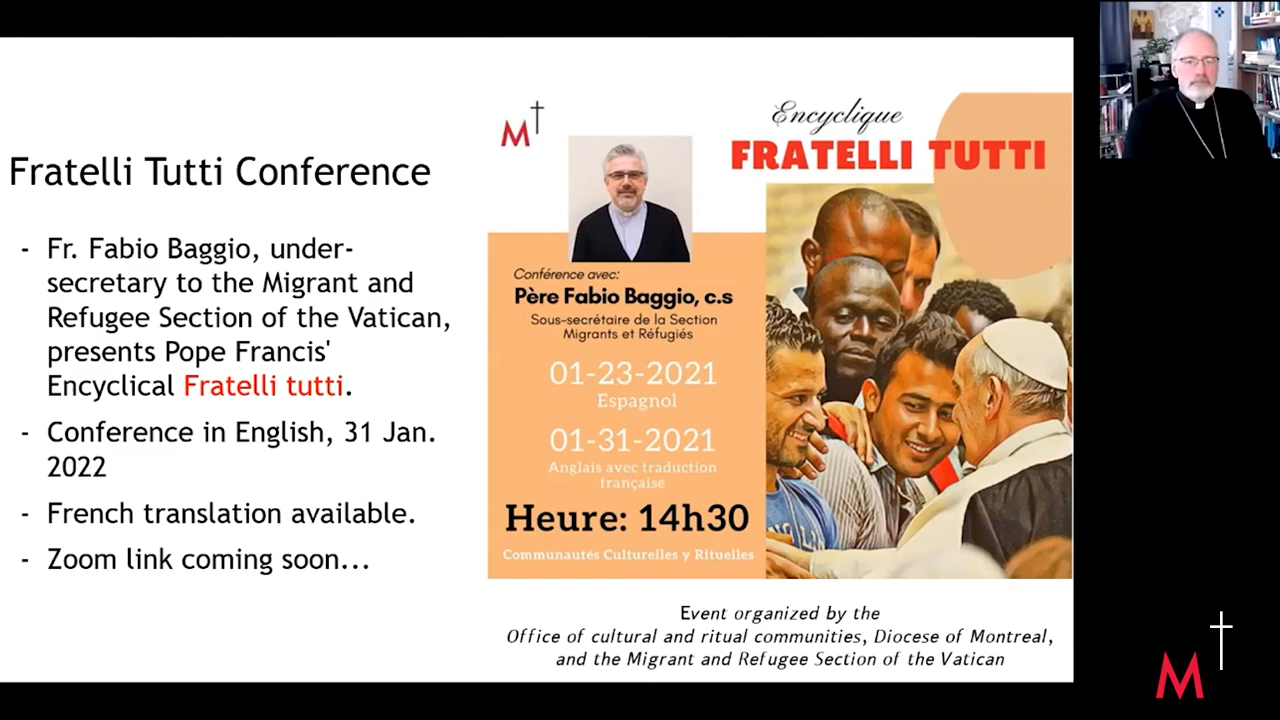 Fratelli Tutti Conference
- Fr. Fabio Baggio, under-
secretary to the Migrant and
Refugee Section of the Vatican,
presents Pope Francis'
Encyclical Fratelli tutti.
- Conference in English, 31 Jan.
2022
- French translation available.
- Zoom link coming soon...
M
Encyclique
FRATELLI TUTTI
Conférence avec:
Père Fabio Baggio, c.s
Sous-secrétaire de la Section
Migrants et Réfugiés
01-23-2021
Espagnol
01-31-2021
Anglais avec traduction
française
Heure: 14h30
Communautés Culturelles y Rituelles
Event organized by the
Office of cultural and ritual communities, Diocese of Montreal,
and the Migrant and Refugee Section of the Vatican
M